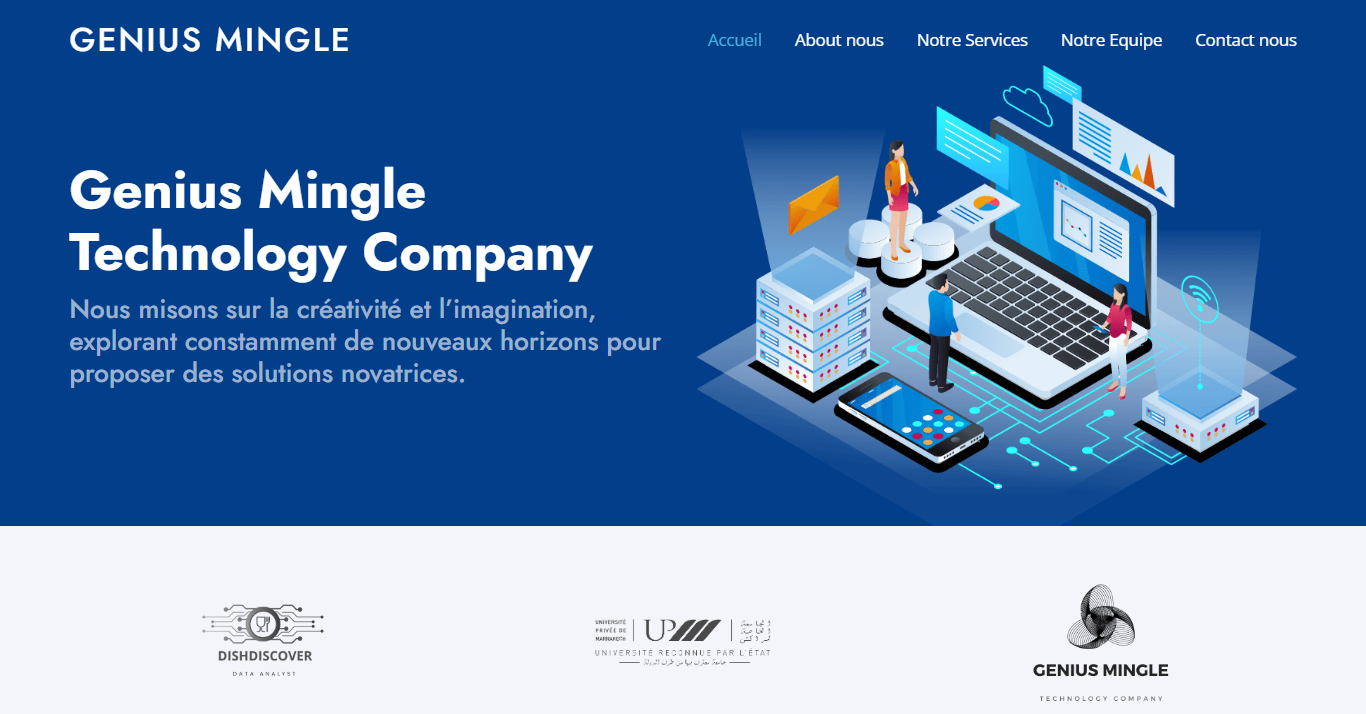 GENIUS MINGLE
Accueil
About nous
Notre Services
Notre Equipe
Contact nous
Genius Mingle
Technology Company
Nous misons sur la créativité et l'imagination,
explorant constamment de nouveaux horizons pour
proposer des solutions novatrices.
DISHDISCOVER
DATA ANALYST
UNIVERSITÉ
PRIVÉE DE
MARRAKECH
UPM
UNIVERSITÉ RECONNUE PAR L'ÉTAT
GENIUS MINGLE
TECHNOLOGY COMPANY